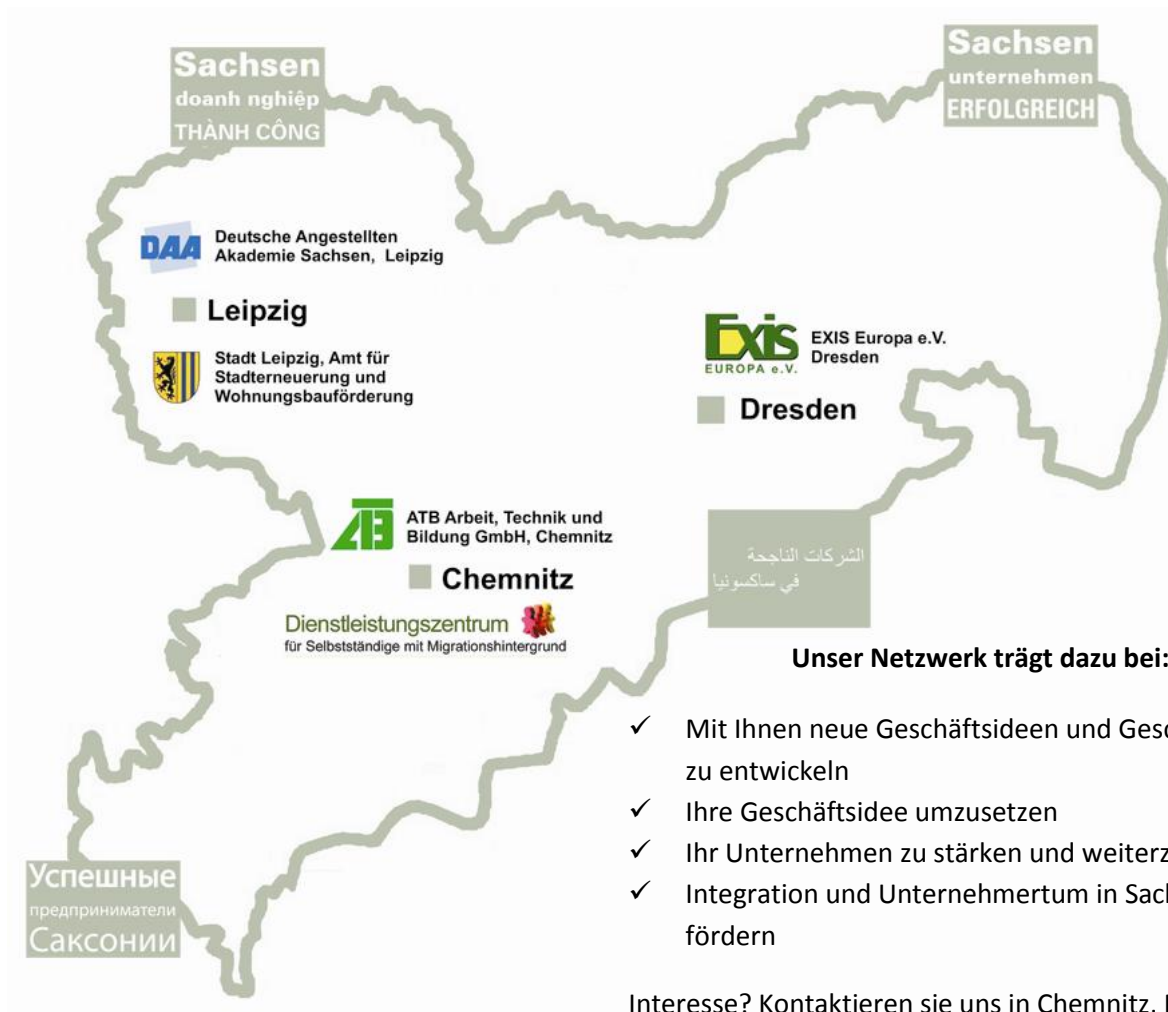 Sachsen
doanh nghiệp
THÀNH CÔNG
Sachsen
unternehmen
ERFOLGREICH
DAA
Deutsche Angestellten
Akademie Sachsen, Leipzig
Leipzig
Stadt Leipzig, Amt für
Stadterneuerung und
Wohnungsbauförderung
Exis
EUROPA e.V.
EXIS Europa e.V.
Dresden
Dresden
ATB
ATB Arbeit, Technik und
Bildung GmbH, Chemnitz
Chemnitz
Dienstleistungszentrum
für Selbstständige mit Migrationshintergrund
الشركات الناجحة
في ساكسونيا
Успешные
предприниматели
Саксонии
Unser Netzwerk trägt dazu bei:
✓ Mit Ihnen neue Geschäftsideen und
zu entwickeln
✓ Ihre Geschäftsidee umzusetzen
✓ Ihr Unternehmen zu stärken und
✓ Integration und Unternehmertum in
fördern
Interesse? Kontaktieren sie uns in Chemnitz,